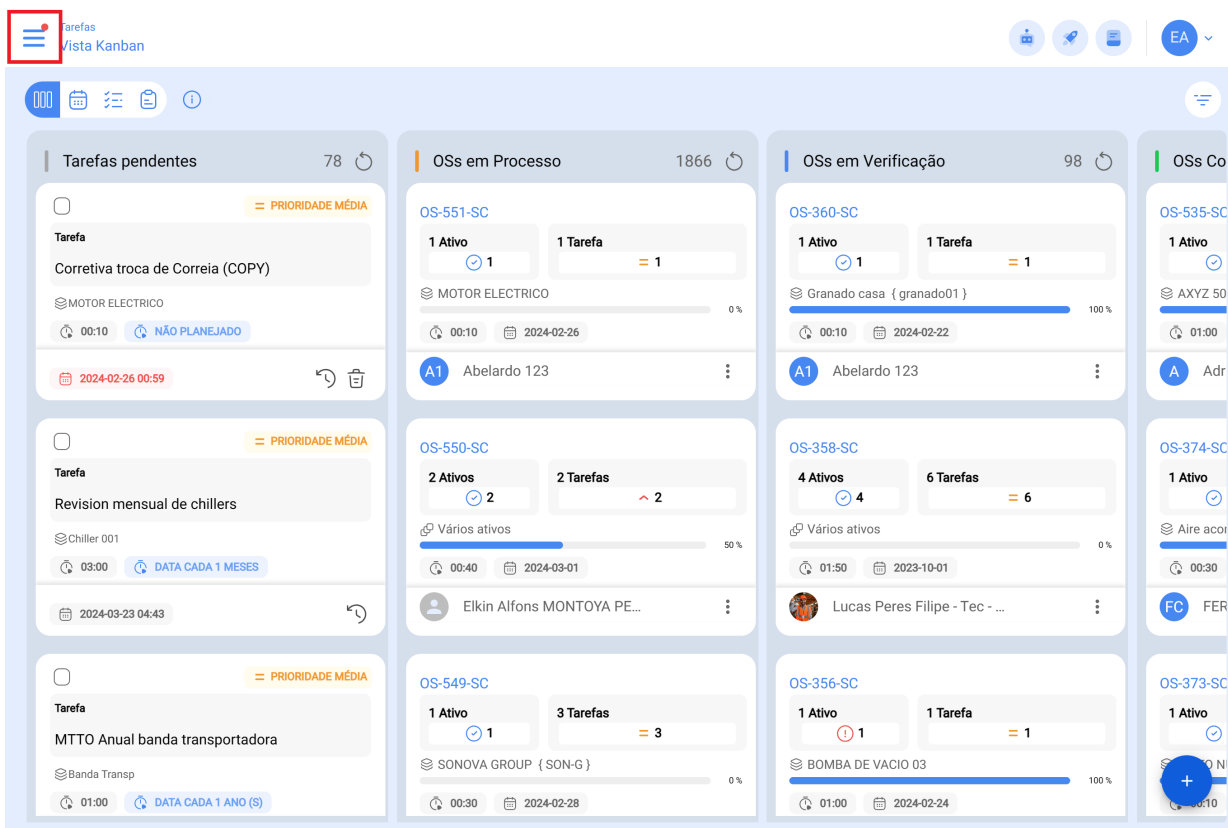 Tarefas
Vista Kanban
EA
Tarefas pendentes 78
PRIORIDADE MÉDIA
Tarefa
Corretiva troca de Correia (COPY)
MOTOR ELECTRICO
00:10 NÃO PLANEJADO
2024-02-26 00:59
PRIORIDADE MÉDIA
Tarefa
Revision mensual de chillers
Chiller 001
03:00 DATA CADA 1 MESES
2024-03-23 04:43
PRIORIDADE MÉDIA
Tarefa
MTTO Anual banda transportadora
Banda Transp
01:00 DATA CADA 1 ANO (S)
OSs em Processo 1866
OS-551-SC
1 Ativo 1 Tarefa
1 = 1
MOTOR ELECTRICO
0 %
00:10 2024-02-26
A1 Abelardo 123
OS-550-SC
2 Ativos 2 Tarefas
2 2
Vários ativos
50 %
00:40 2024-03-01
Elkin Alfons MONTOYA PE...
OS-549-SC
1 Ativo 3 Tarefas
1 = 3
SONOVA GROUP { SON-G }
0 %
00:30 2024-02-28
OSs em Verificação 98
OS-360-SC
1 Ativo 1 Tarefa
1 = 1
Granado casa { granado01 }
100 %
00:10 2024-02-22
A1 Abelardo 123
OS-358-SC
4 Ativos 6 Tarefas
4 = 6
Vários ativos
0 %
01:50 2023-10-01
Lucas Peres Filipe - Tec - ...
OS-356-SC
1 Ativo 1 Tarefa
1 = 1
BOMBA DE VACIO 03
100 %
01:00 2024-02-24
OSs Co
OS-535-SC
1 Ativo
AXYZ 50
01:00
A Adr
OS-374-SC
1 Ativo
Aire acor
00:30
FC FER
OS-373-SC
1 Ativo
+